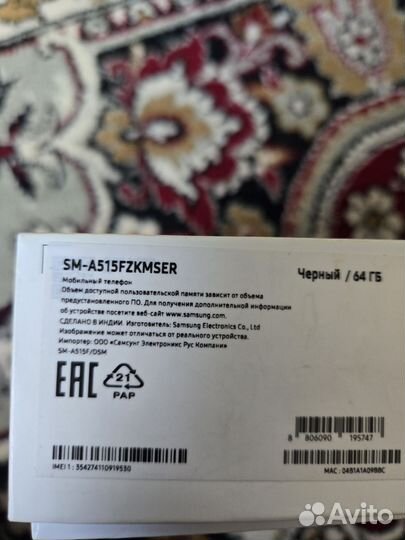 SM-A515FZKMSER
Черный / 64 ГБ
Мобильный телефон
Объем доступной пользовательской памяти зависит от объема
предустановленного ПО. Для получения дополнительной информации
об устройстве посетите веб-сайт www.samsung.com.
СДЕЛАНО В ИНДИИ. Изготовитель: Samsung Electronics Co., Ltd
Изображение может отличаться от реального устройства.
Импортер: ООО «Самсунг Электроникс Рус Компани»
SM-A515F/DSM
EAC
21
PAP
8 806090 195747
IMEI 1 : 354274110919530
MAC : 04B1A1A09BBC
Avito